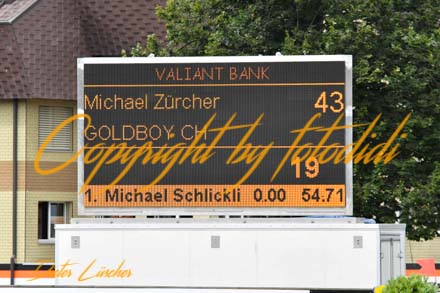 VALIANT BANK
Michael Zürcher 43
GOLDBOY CH
Copyright by fotodidi
19
1. Michael Schlickli 0.00 54.71
Dieter Lüscher